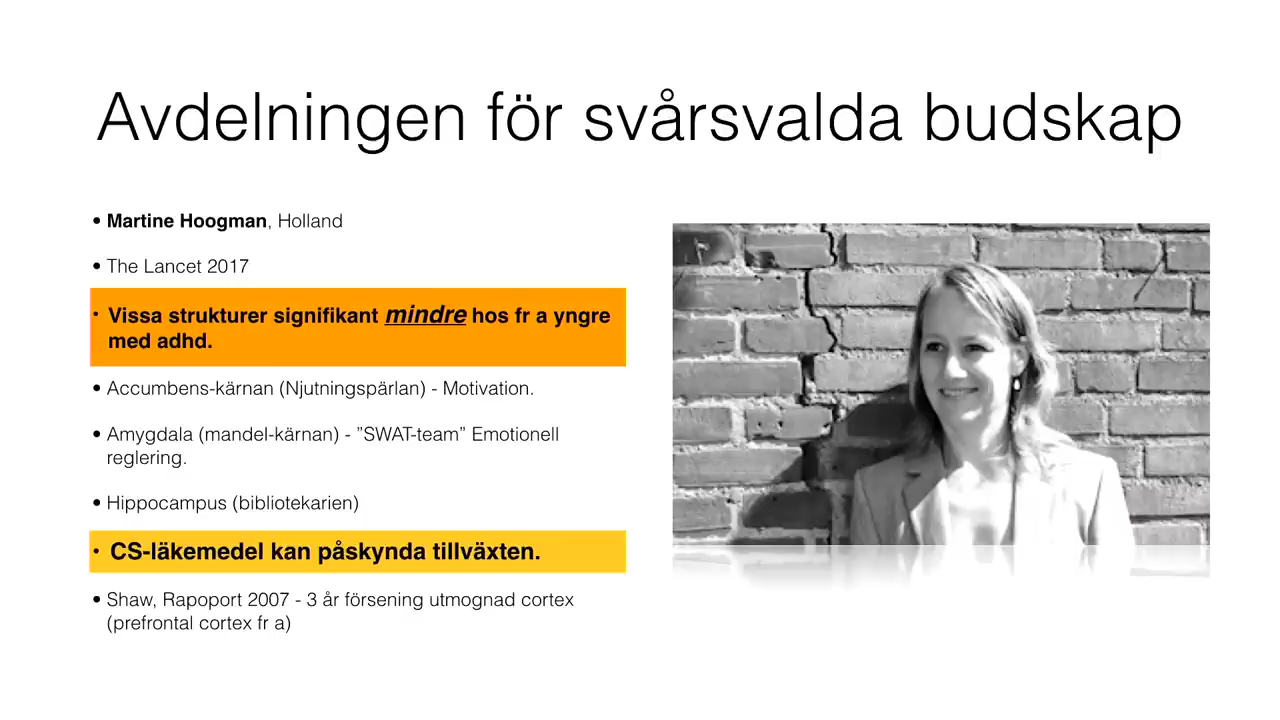 Avdelningen för svårsvalda budskap
• Martine Hoogman, Holland
• The Lancet 2017
• Vissa strukturer signifikant mindre hos fr a yngre
med adhd.
• Accumbens-kärnan (Njutningspärlan) - Motivation.
• Amygdala (mandel-kärnan) - ”SWAT-team” Emotionell
reglering.
• Hippocampus (bibliotekarien)
• CS-läkemedel kan påskynda tillväxten.
• Shaw, Rapoport 2007 - 3 år försening utmognad cortex
(prefrontal cortex fr a)